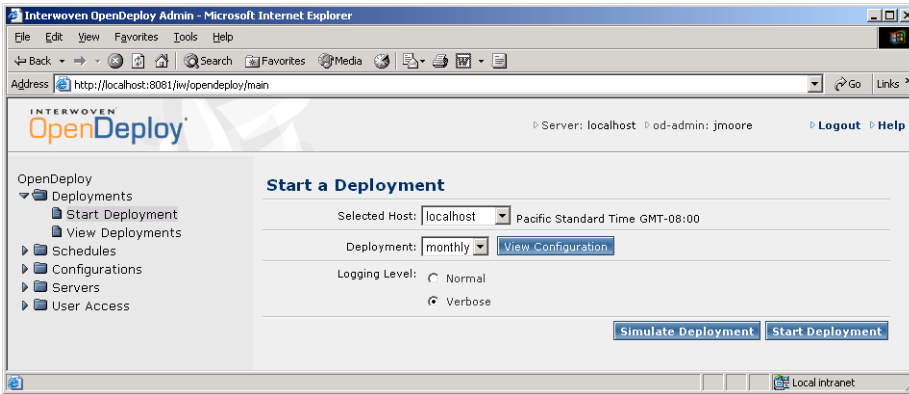 Interwoven OpenDeploy Admin - Microsoft Internet Explorer
File Edit View Favorites Tools Help
Back Search Favorites Media
Address http://localhost:8081/iw/opendeploy/main Go Links
INTERWOVEN
OpenDeploy
Server: localhost od-admin: jmoore Logout Help
OpenDeploy
Deployments
Start Deployment
View Deployments
Schedules
Configurations
Servers
User Access
Start a Deployment
Selected Host: localhost Pacific Standard Time GMT-08:00
Deployment: monthly View Configuration
Logging Level: Normal
Verbose
Simulate Deployment Start Deployment
Local intranet